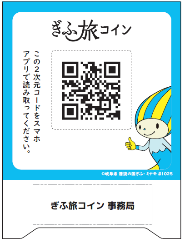 ぎふ旅コイン
この2次元コードをスマホ
アプリで読み取ってください。
ぎふ旅コイン 事務局